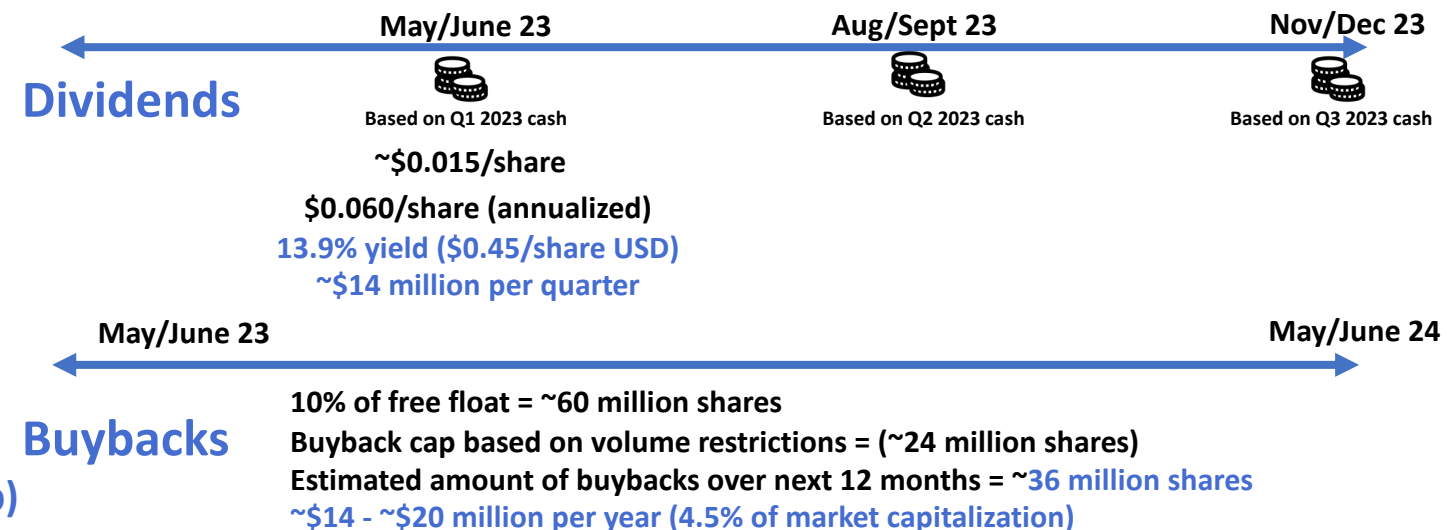 May/June 23 Aug/Sept 23 Nov/Dec 23
Dividends
Based on Q1 2023 cash Based on Q2 2023 cash Based on Q3 2023 cash
~$0.015/share
$0.060/share (annualized)
13.9% yield ($0.45/share USD)
~$14 million per quarter
May/June 23 May/June 24
10% of free float = ~60 million shares
Buybacks
Buyback cap based on volume restrictions = (~24 million shares)
Estimated amount of buybacks over next 12 months = ~36 million shares
~$14 - ~$20 million per year (4.5% of market capitalization)